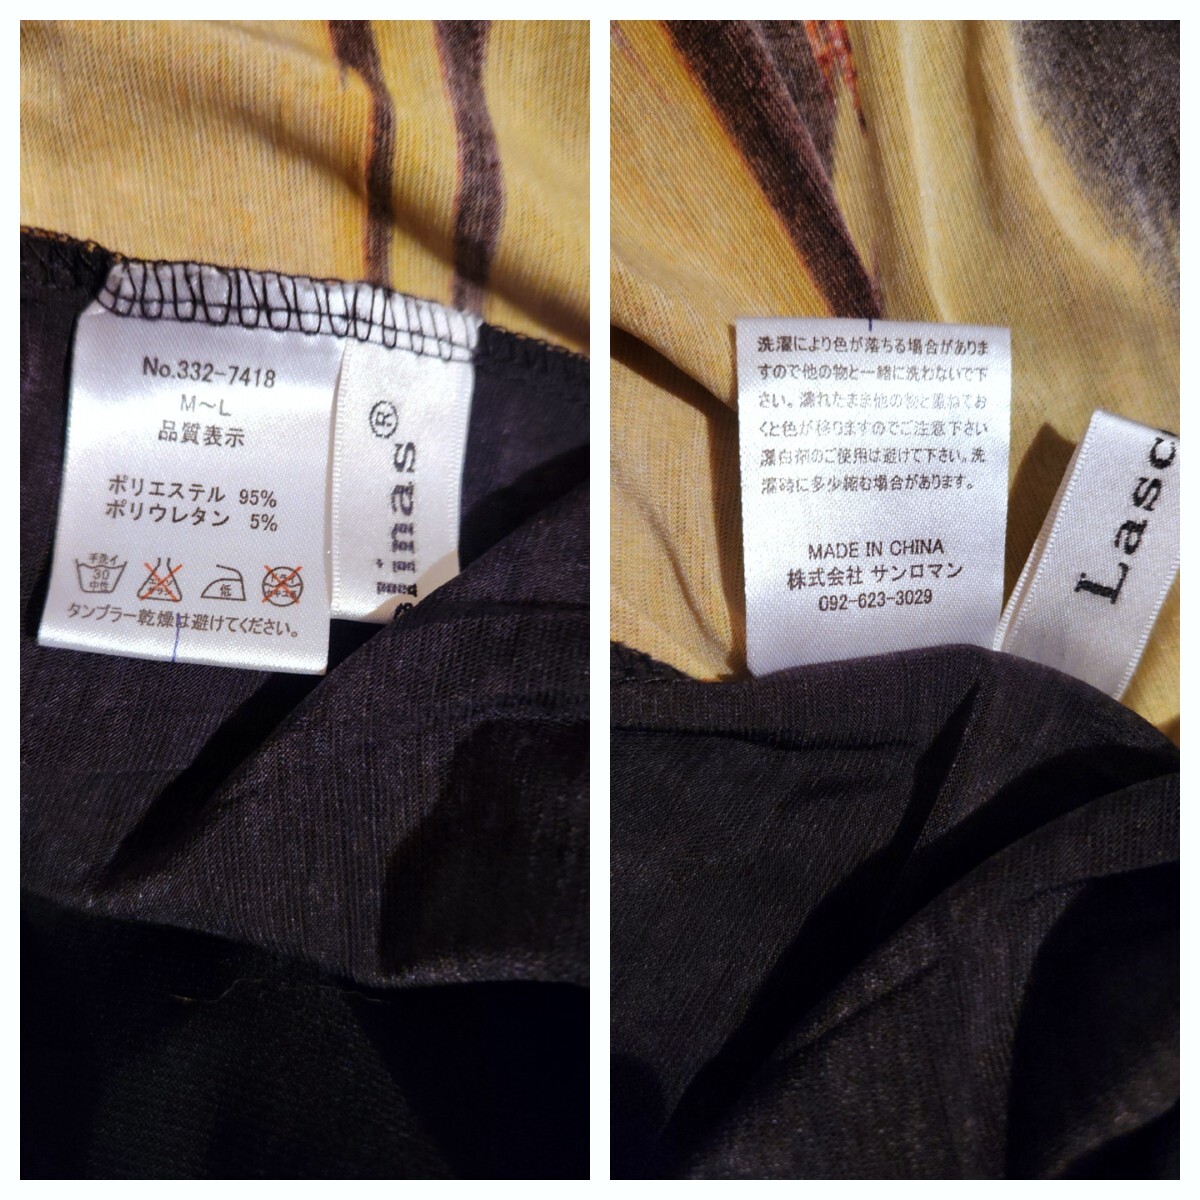 No.332-7418
M～L
品質表示
ポリエステル 95%
ポリウレタン 5%
手洗イ
30
中性
低
タンブラー乾燥は避けてください。
洗濯により色が落ちる場合がありま
すので他の物と一緒に洗わないで下
さい。濡れたまま他の物と重ねてお
くと色が移りますのでご注意下さい
漂白剤のご使用は避けて下さい。洗
濯時に多少縮む場合があります。
MADE IN CHINA
株式会社 サンロマン
092-623-3029
Lasc